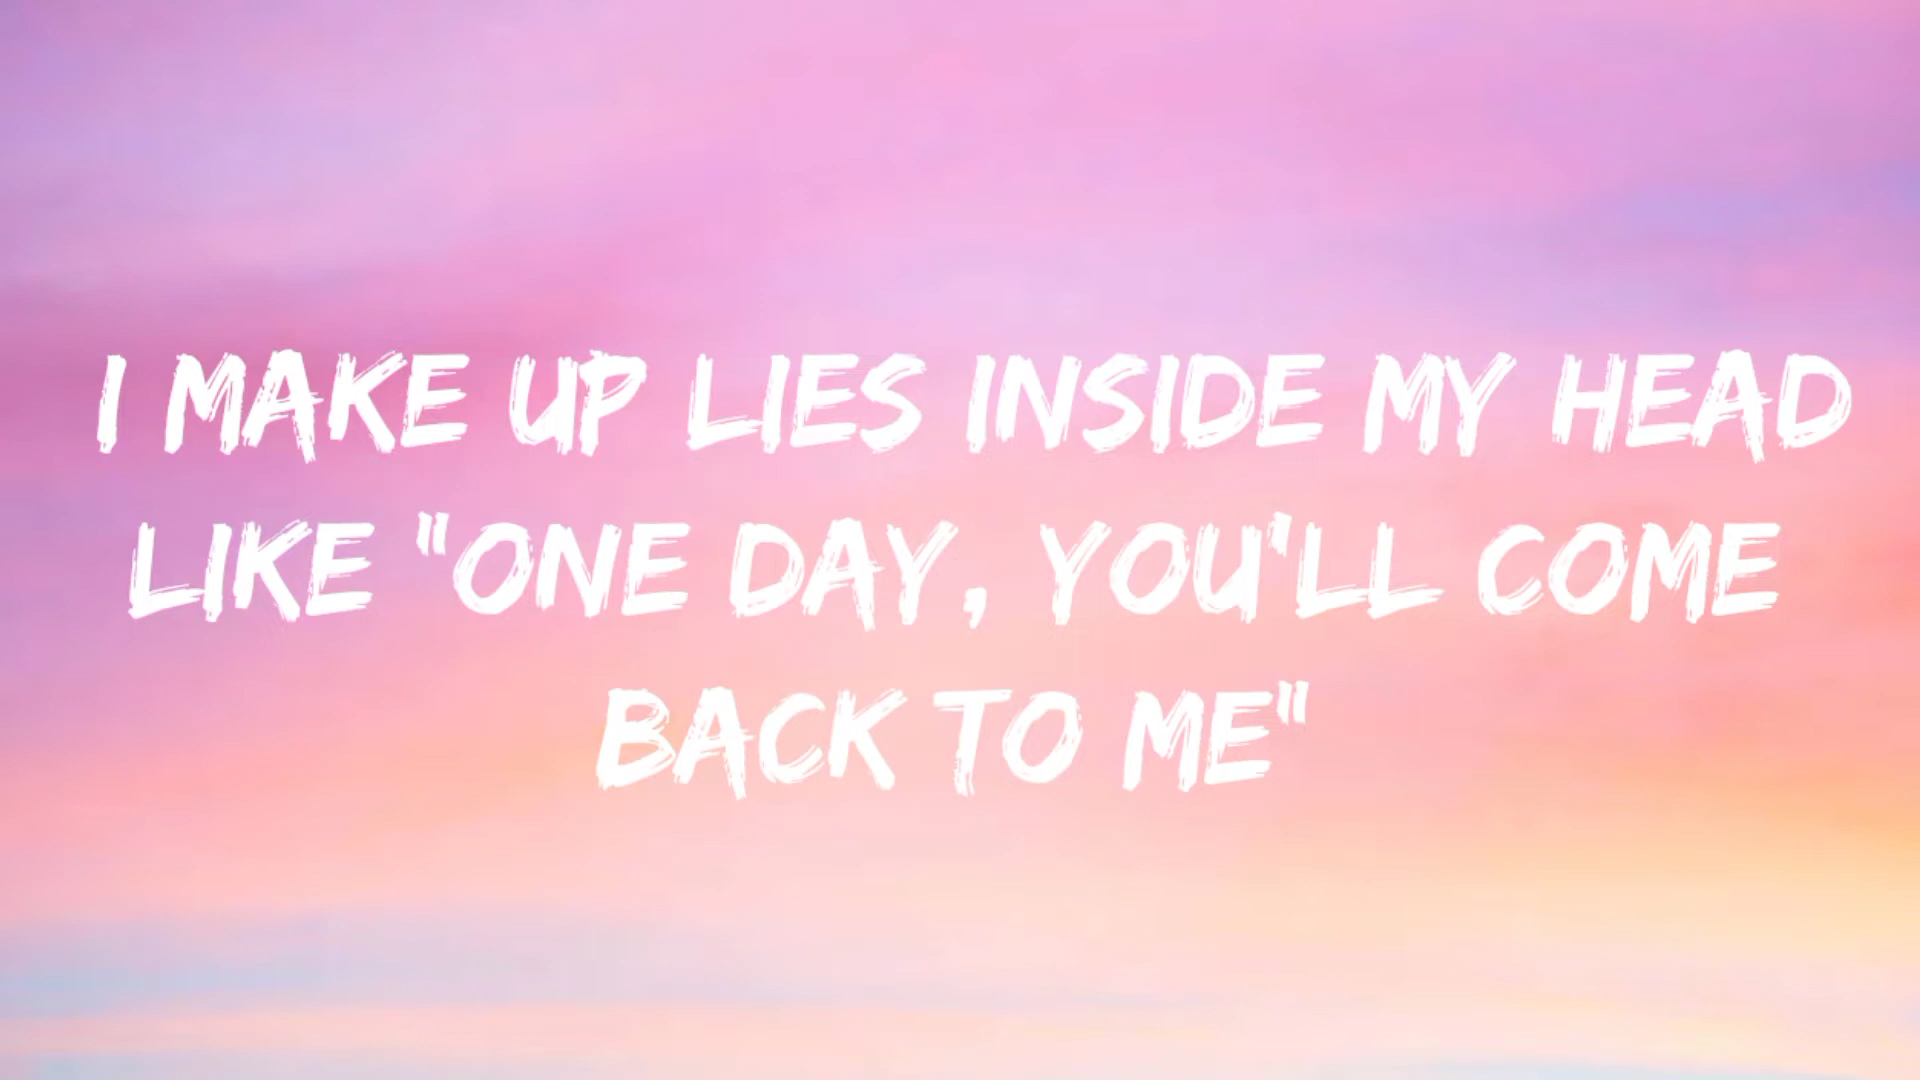 I MAKE UP LIES INSIDE MY HEAD
LIKE "ONE DAY, YOU'LL COME
BACK TO ME"